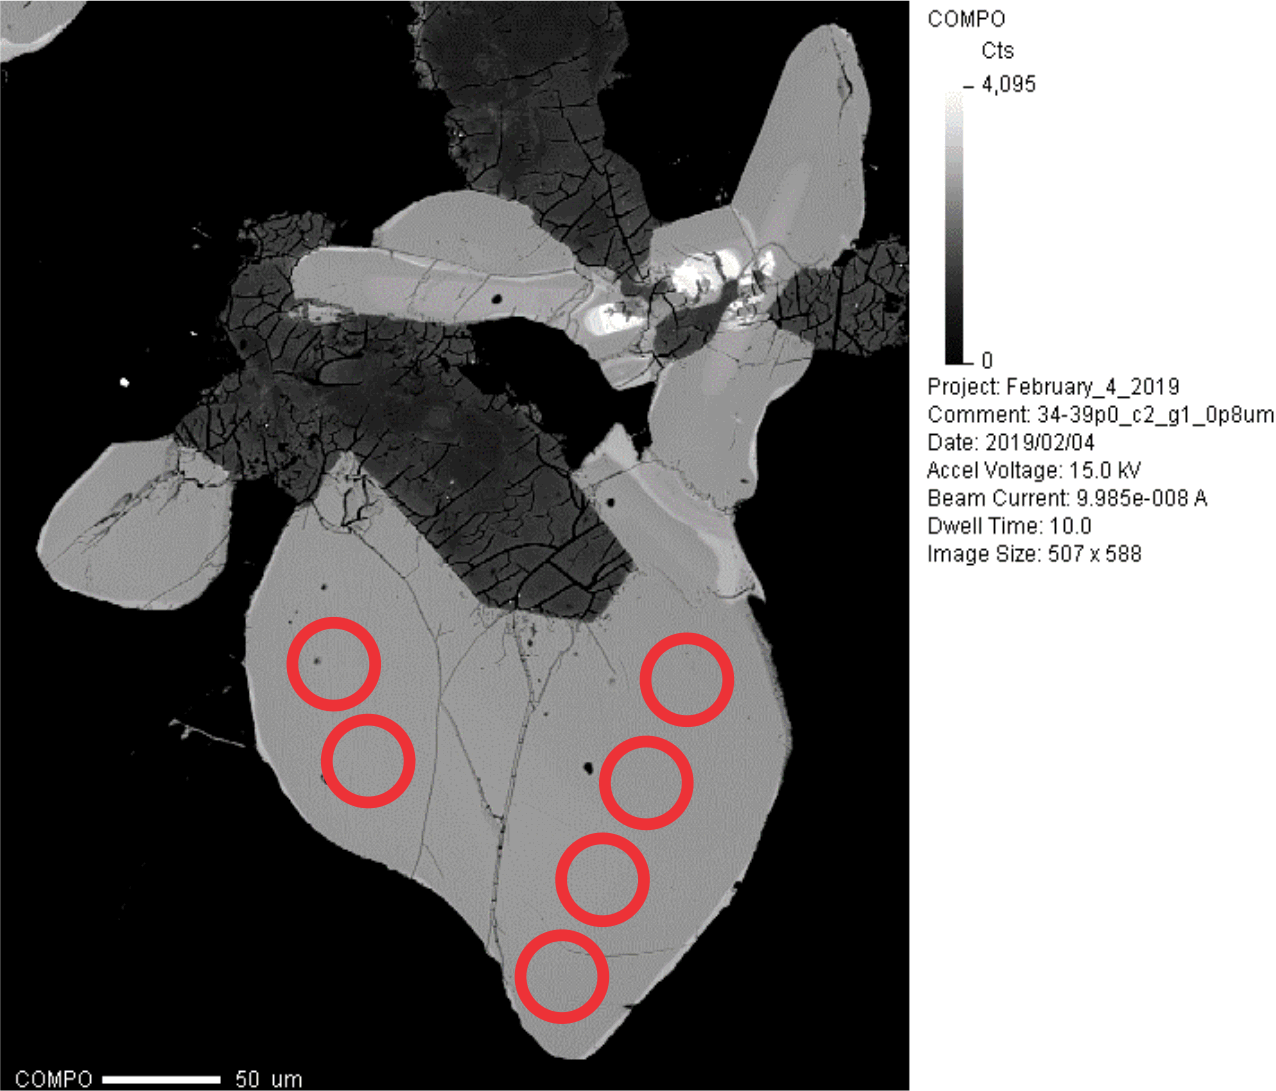 COMPO
Cts
4,095
0
Project: February_4_2019
Comment: 34-39p0_c2_g1_0p8um
Date: 2019/02/04
Accel Voltage: 15.0 kV
Beam Current: 9.985e-008 A
Dwell Time: 10.0
Image Size: 507 x 588
COMPO 50 um